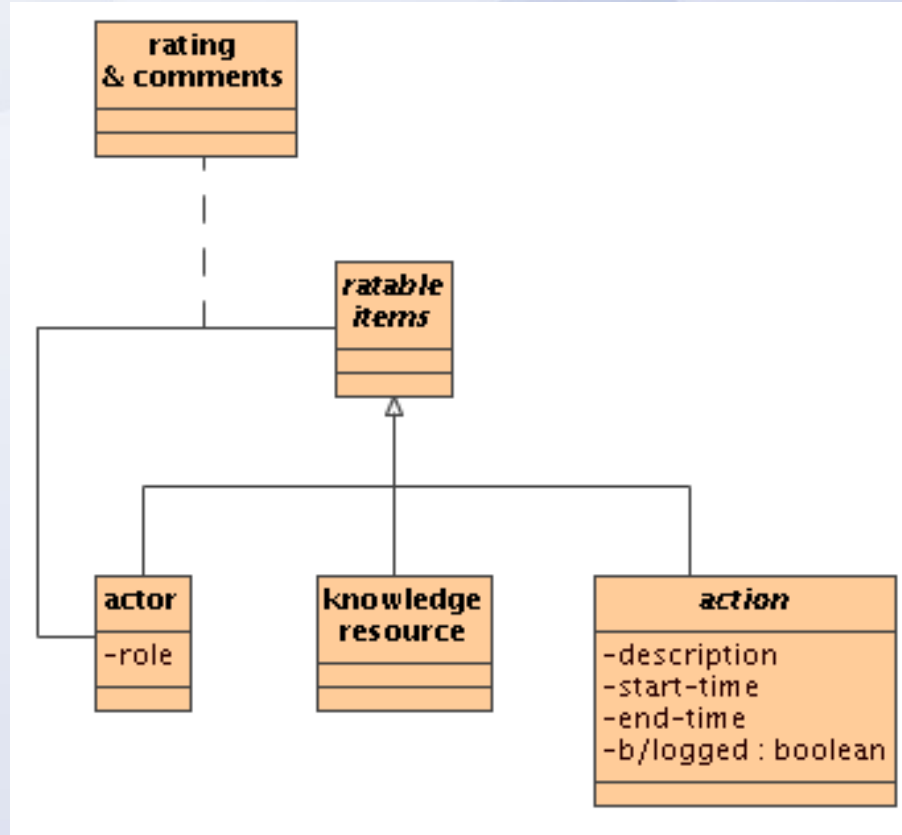 rating
& comments
ratable
items
actor
-role
knowledge
resource
action
-description
-start-time
-end-time
-b/logged : boolean